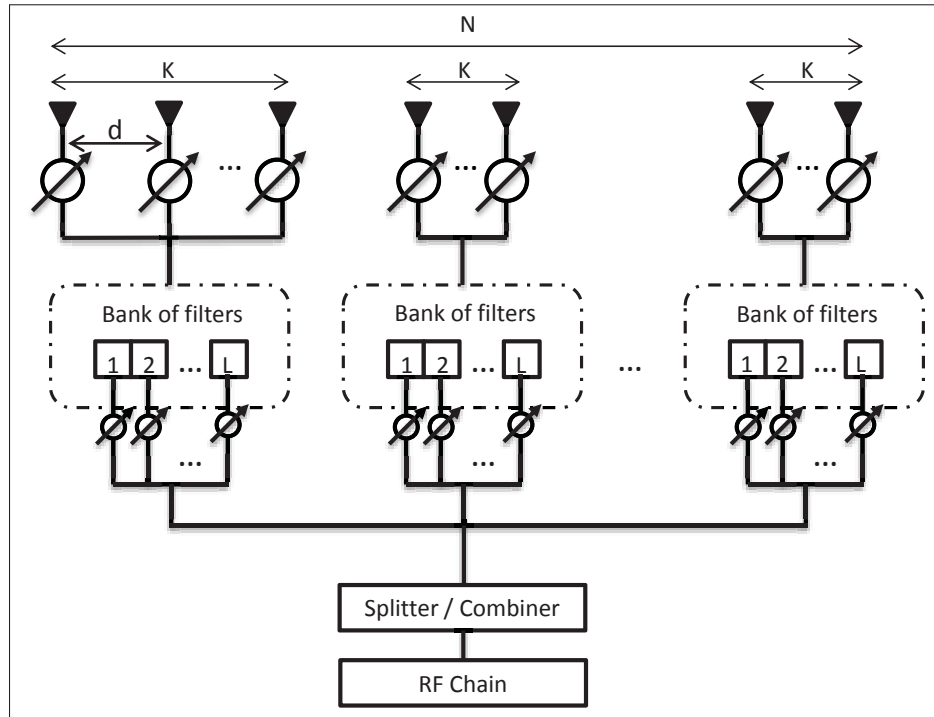 N
K K K
d
... ... ...
Bank of filters Bank of filters Bank of filters
1 2 ... L 1 2 ... L ... 1 2 ... L
... ... ...
Splitter / Combiner
RF Chain